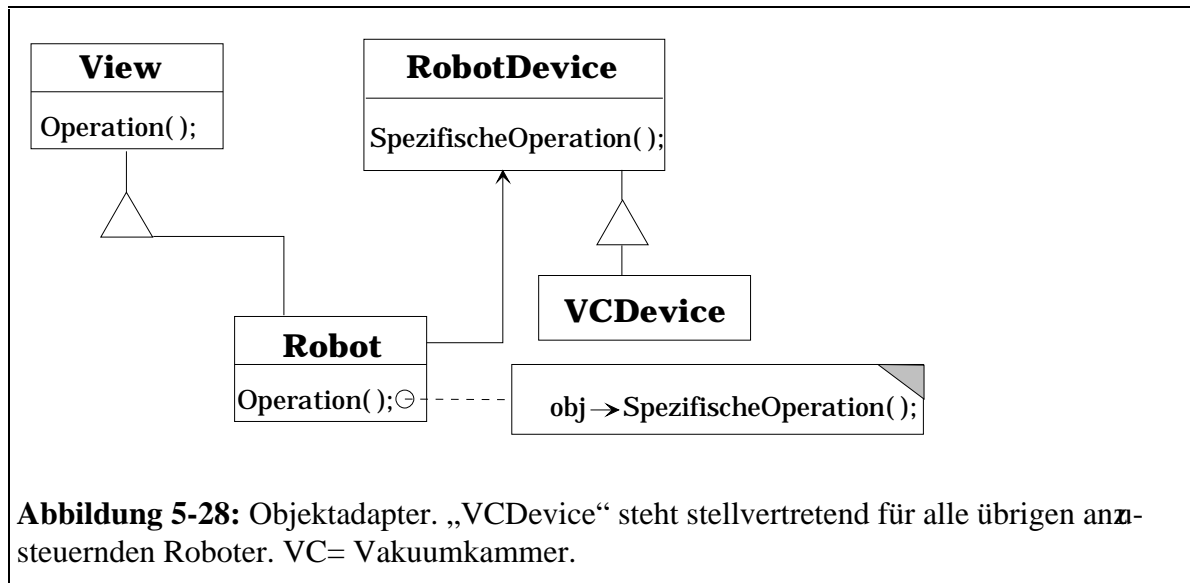 View
Operation( );
RobotDevice
SpezifischeOperation( );
VCDevice
Robot
Operation( );
obj→SpezifischeOperation( );
Abbildung 5-28: Objektadapter. „VCDevice“ steht stellvertretend für alle übrigen anzu-
steuernden Roboter. VC= Vakuumkammer.